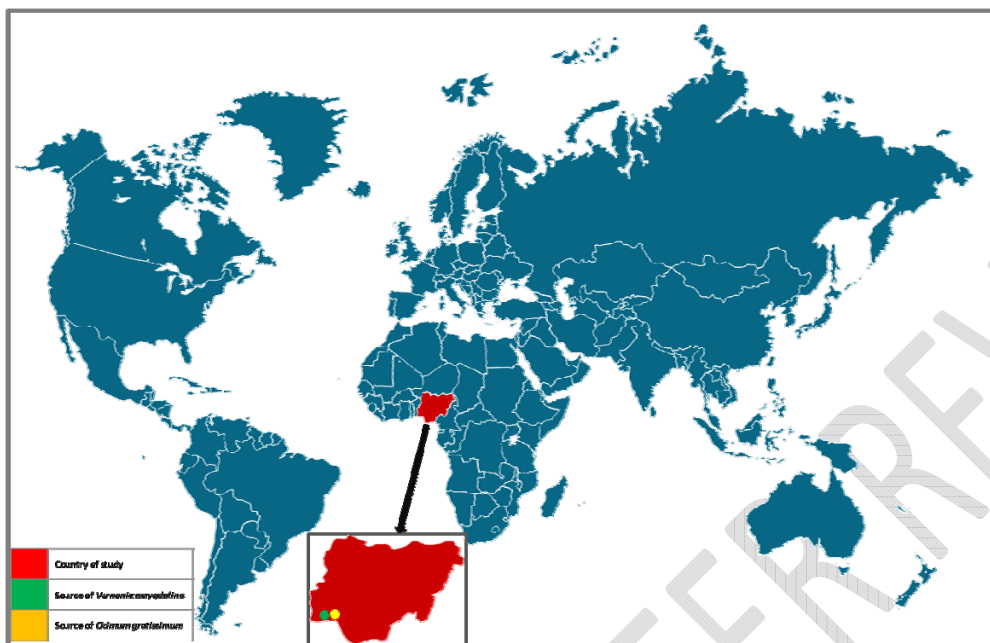 Country of study
Source of Vernonia amygdalina
Source of Ocimum gratissimum